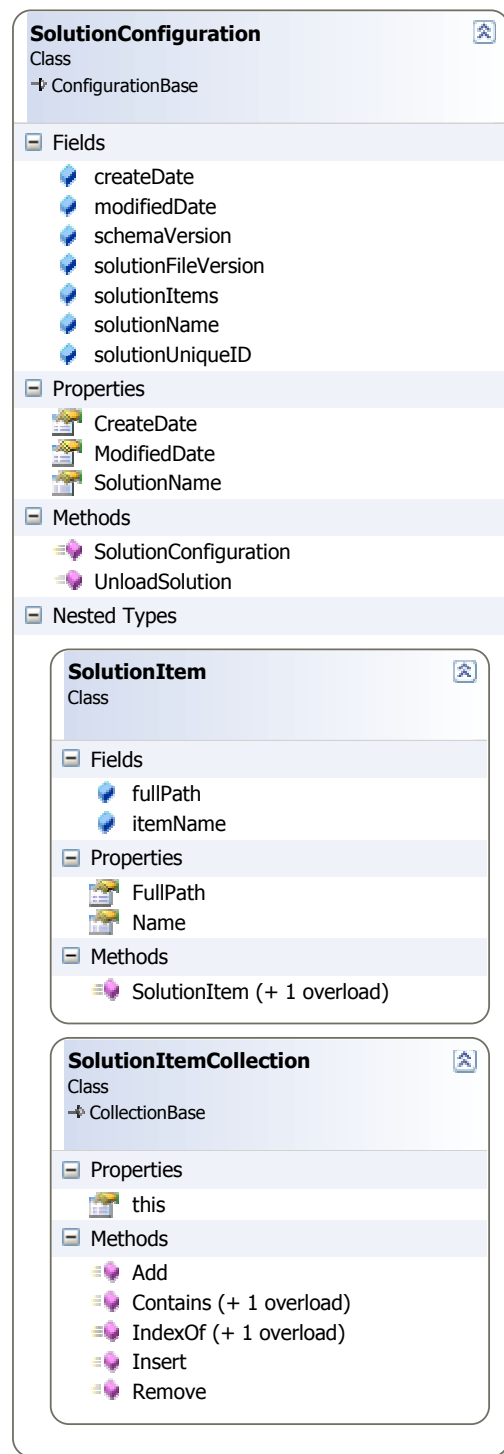 SolutionConfiguration
Class
ConfigurationBase
Fields
createDate
modifiedDate
schemaVersion
solutionFileVersion
solutionItems
solutionName
solutionUniqueID
Properties
CreateDate
ModifiedDate
SolutionName
Methods
SolutionConfiguration
UnloadSolution
Nested Types
SolutionItem
Class
Fields
fullPath
itemName
Properties
FullPath
Name
Methods
SolutionItem (+ 1 overload)
SolutionItemCollection
Class
CollectionBase
Properties
this
Methods
Add
Contains (+ 1 overload)
IndexOf (+ 1 overload)
Insert
Remove